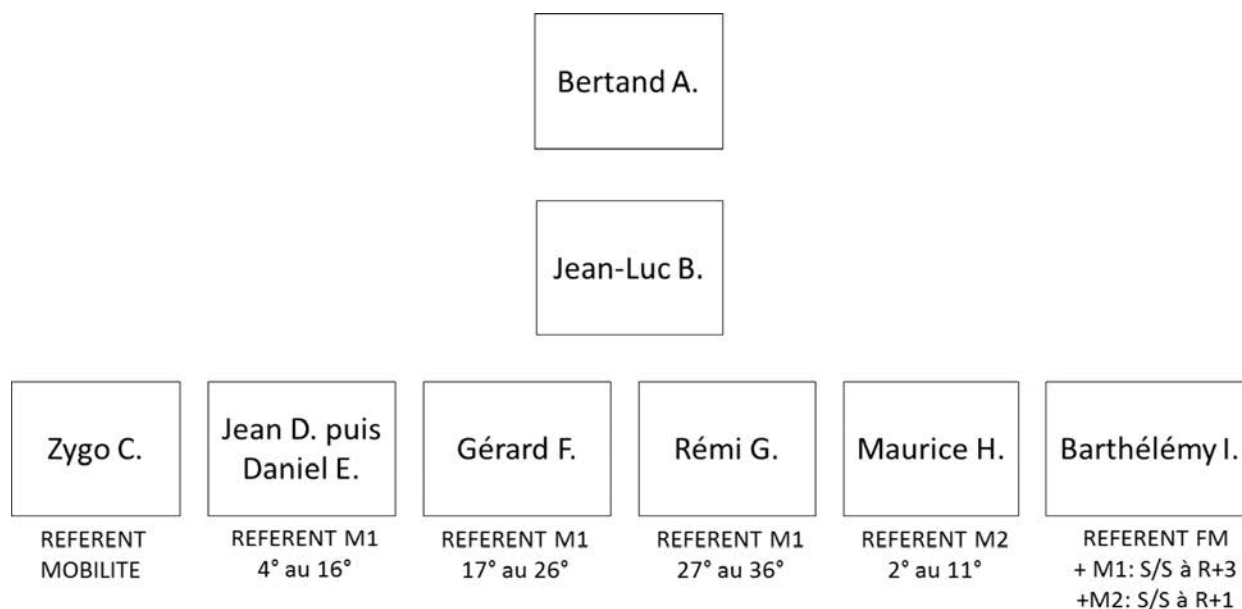 Bertand A.
Jean-Luc B.
Zygo C.
Jean D. puis
Daniel E.
Gérard F.
Rémi G.
Maurice H.
Barthélémy I.
REFERENT
MOBILITE
REFERENT M1
4° au 16°
REFERENT M1
17° au 26°
REFERENT M1
27° au 36°
REFERENT M2
2° au 11°
REFERENT FM
+ M1: S/S à R+3
+M2: S/S à R+1